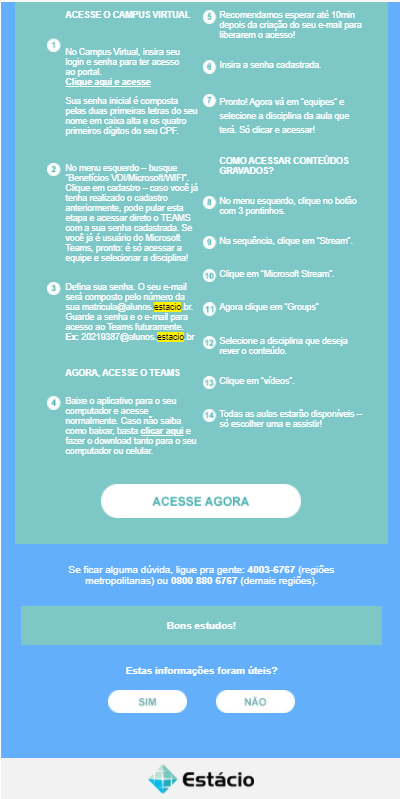 ACESSE O CAMPUS VIRTUAL
1
No Campus Virtual, insira seu
login e senha para ter acesso
ao portal.
Clique aqui e acesse
Sua senha inicial é composta
pelas duas primeiras letras do seu
nome em caixa alta e os quatro
primeiros dígitos do seu CPF.
2
No menu esquerdo – busque
"Benefícios VDI/Microsoft/WIFI".
Clique em cadastro – caso você já
tenha realizado o cadastro
anteriormente, pode pular esta
etapa e acessar direto o TEAMS
com a sua senha cadastrada. Se
você já é usuário do Microsoft
Teams, pronto: é só acessar a
equipe e selecionar a disciplina!
3
Defina sua senha. O seu e-mail
será composto pelo número da
sua matricula@alunos.estacio.br.
Guarde a senha e o e-mail para
acesso ao Teams futuramente.
Ex: 20219387@alunos.estacio.br
AGORA, ACESSE O TEAMS
4
Baixe o aplicativo para o seu
computador e acesse
normalmente. Caso não saiba
como baixar, basta clicar aqui e
fazer o download tanto para o seu
computador ou celular.
5
Recomendamos esperar até 10min
depois da criação do seu e-mail para
liberarem o acesso!
6
Insira a senha cadastrada.
7
Pronto! Agora vá em "equipes" e
selecione a disciplina da aula que
terá. Só clicar e acessar!
COMO ACESSAR CONTEÚDOS
GRAVADOS?
8
No menu esquerdo, clique no botão
com 3 pontinhos.
9
Na sequência, clique em "Stream".
10
Clique em "Microsoft Stream".
11
Agora clique em "Groups"
12
Selecione a disciplina que deseja
rever o conteúdo.
13
Clique em "vídeos".
14
Todas as aulas estarão disponíveis –
só escolher uma e assistir!
ACESSE AGORA
Se ficar alguma dúvida, ligue pra gente: 4003-6767 (regiões
metropolitanas) ou 0800 880 6767 (demais regiões).
Bons estudos!
Estas informações foram úteis?
SIM
NÃO
Estácio